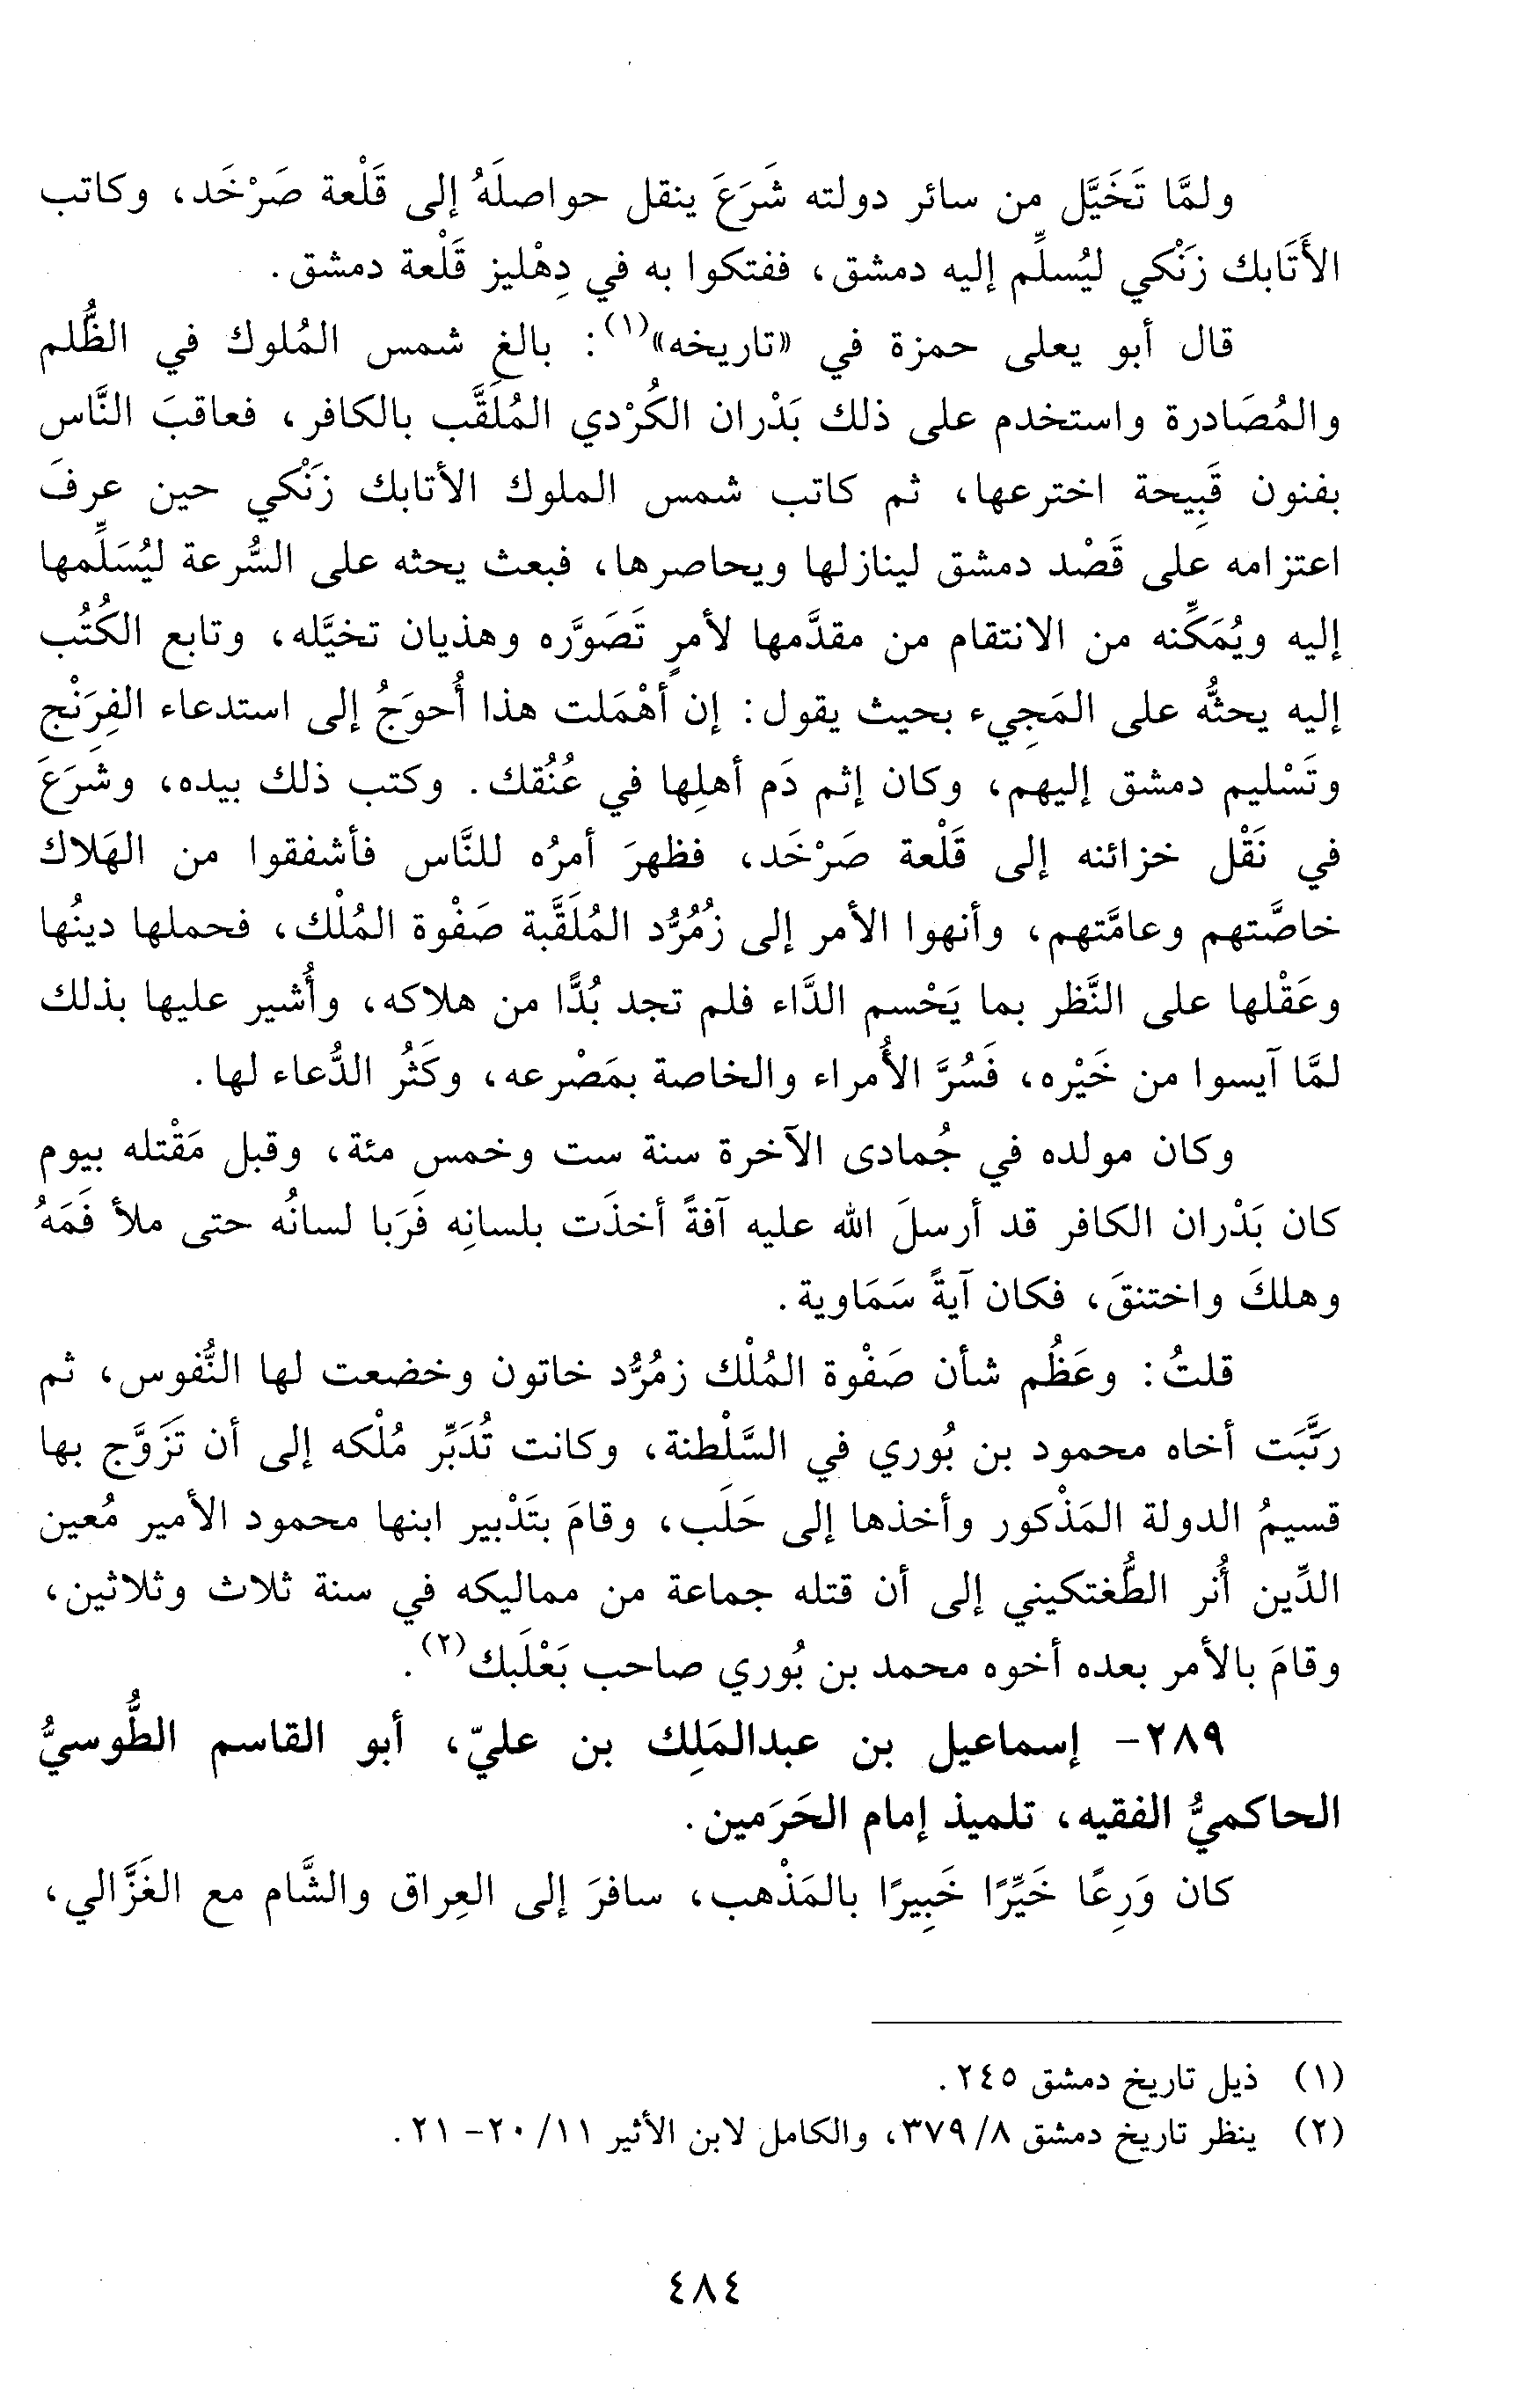 ولمَّا تَخَيَّل من سائر دولته شَرَعَ ينقل حواصلَهُ إلى قَلْعة صَرْخَد، وكاتب
الأَتَابك زَنْكي ليُسلِّم إليه دمشق، ففتكوا به في دِهْليز قَلْعة دمشق.
قال أبو يعلى حمزة في «تاريخه»(١): بالغ شمس المُلوك في الظُّلم
والمُصَادرة واستخدم على ذلك بَدْران الكُرْدي المُلَقَّب بالكافر، فعاقبَ النَّاس
بفنون قَبِيحة اخترعها، ثم كاتب شمس الملوك الأتابك زَنْكي حين عرفَ
اعتزامه على قَصْد دمشق لينازلها ويحاصرها، فبعث يحثه على السُّرعة ليُسَلِّمها
إليه ويُمَكِّنه من الانتقام من مقدَّمها لأمرٍ تَصَوَّره وهذيان تخيَّله، وتابع الكُتُب
إليه يحثُّه على المَجِيء بحيث يقول: إن أَهْمَلت هذا أُحوَجُ إلى استدعاء الفِرَنْج
وتَسْليم دمشق إليهم، وكان إثم دَم أهلِها في عُنُقك. وكتب ذلك بيده، وشَرَعَ
في نَقْل خزائنه إلى قَلْعة صَرْخَد، فظهرَ أمرُه للنَّاس فأشفقوا من الهَلاك
خاصَّتهم وعامَّتهم، وأنهوا الأمر إلى زُمُرُّد المُلَقَّبة صَفْوة المُلْك، فحملها دينُها
وعَقْلها على النَّظر بما يَحْسم الدَّاء فلم تجد بُدًّا من هلاكه، وأُشير عليها بذلك
لمَّا آيسوا من خَيْره، فَسُرَّ الأُمراء والخاصة بمَصْرعه، وكَثُر الدُّعاء لها.
وكان مولده في جُمادى الآخرة سنة ست وخمس مئة، وقبل مَقْتله بيوم
كان بَدْران الكافر قد أرسلَ الله عليه آفةً أخذَت بلسانِه فَرَبا لسانُه حتى ملأ فَمَهُ
وهلكَ واختنقَ، فكان آيةً سَمَاوية.
قلتُ: وعَظُم شأن صَفْوة المُلْك زمُرُّد خاتون وخضعت لها النُّفوس، ثم
رَتَّبَت أخاه محمود بن بُوري في السَّلْطنة، وكانت تُدَبِّر مُلْكه إلى أن تَزَوَّج بها
قسيمُ الدولة المَذْكور وأخذها إلى حَلَب، وقامَ بتَدْبير ابنها محمود الأمير مُعين
الدِّين أُنر الطُّغتكيني إلى أن قتله جماعة من مماليكه في سنة ثلاث وثلاثين،
وقامَ بالأمر بعده أخوه محمد بن بُوري صاحب بَعْلَبك(٢).
٢٨٩- إسماعيل بن عبدالمَلِك بن عليّ، أبو القاسم الطُّوسيُّ
الحاكميُّ الفقيه، تلميذ إمام الحَرَمين.
كان وَرِعًا خَيِّرًا خَبِيرًا بالمَذْهب، سافرَ إلى العِراق والشَّام مع الغَزَّالي،
(١) ذيل تاريخ دمشق ٢٤٥.
(٢) ينظر تاريخ دمشق ٨/ ٣٧٩، والكامل لابن الأثير ١١/ ٢٠- ٢١.
٤٨٤